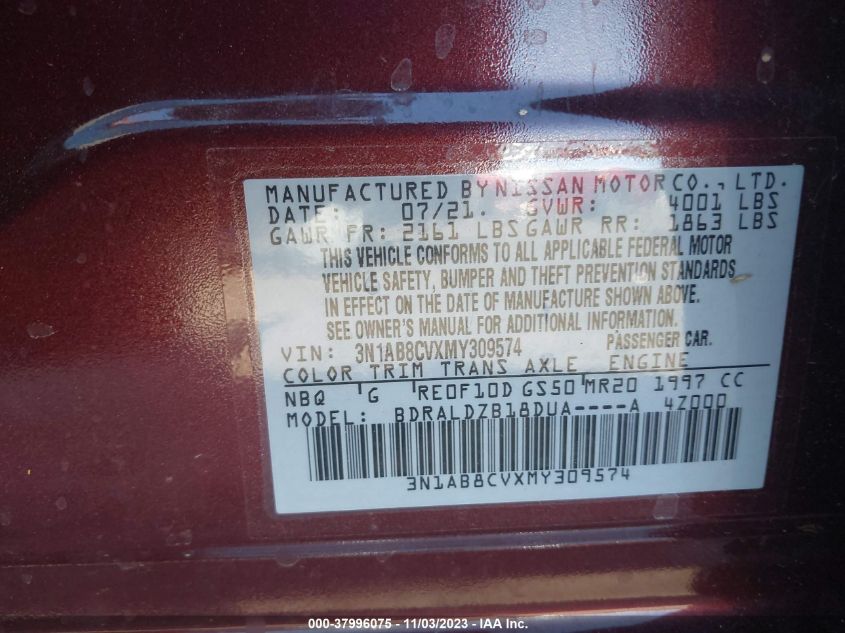 MANUFACTURED BY NISSAN MOTOR CO., LTD.
DATE: 07/21. GVWR: 4001 LBS
GAWR FR: 2161 LBS GAWR RR: 1863 LBS
THIS VEHICLE CONFORMS TO ALL APPLICABLE FEDERAL MOTOR
VEHICLE SAFETY, BUMPER AND THEFT PREVENTION STANDARDS
IN EFFECT ON THE DATE OF MANUFACTURE SHOWN ABOVE.
SEE OWNER'S MANUAL FOR ADDITIONAL INFORMATION.
VIN: 3N1AB8CVXMY309574 PASSENGER CAR.
COLOR TRIM TRANS AXLE ENGINE
NBQ G RE0F10D GS50 MR20 1997 CC
MODEL: BDRALDZB18DUA----A 4Z000
3N1AB8CVXMY309574
000-37996075 - 11/03/2023 - IAA Inc.